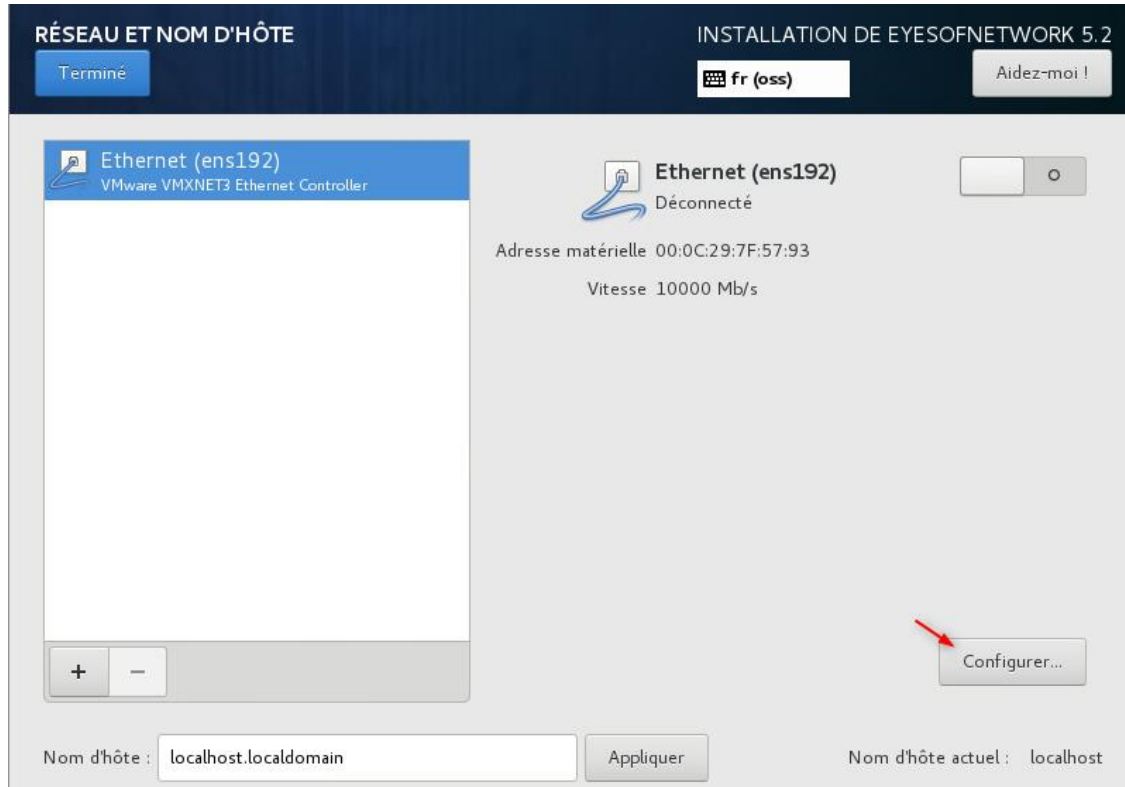 RÉSEAU ET NOM D'HÔTE
INSTALLATION DE EYESOFNETWORK 5.2
Terminé
fr (oss)
Aidez-moi !
Ethernet (ens192)
VMware VMXNET3 Ethernet Controller
Ethernet (ens192)
Déconnecté
Adresse matérielle 00:0C:29:7F:57:93
Vitesse 10000 Mb/s
+ −
Configurer...
Nom d'hôte : localhost.localdomain Appliquer Nom d'hôte actuel : localhost